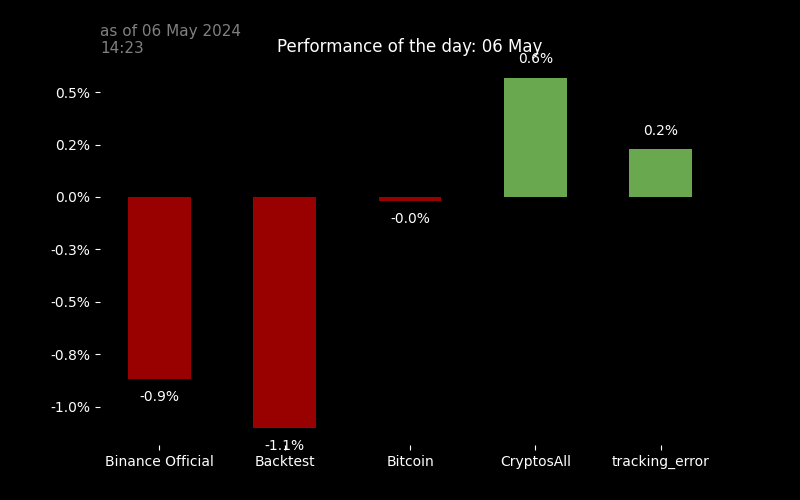 as of 06 May 2024
14:23
Performance of the day: 06 May
0.6%
0.5%
0.2%
0.2%
0.0%
-0.0%
-0.3%
-0.5%
-0.8%
-0.9%
-1.0%
-1.1%
Binance Official
Backtest
Bitcoin
CryptosAll
tracking_error